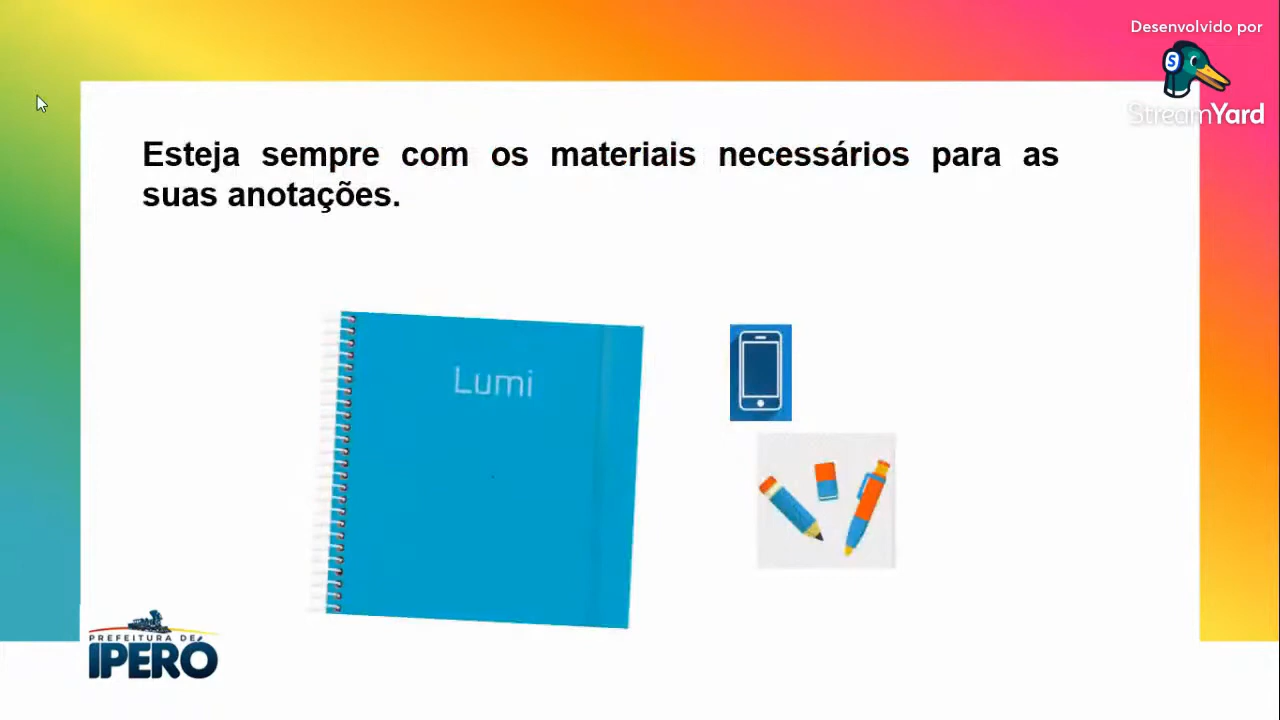 Desenvolvido por
StreamYard
Esteja sempre com os materiais necessários para as
suas anotações.
Lumi
PREFEITURA DE
IPERÓ